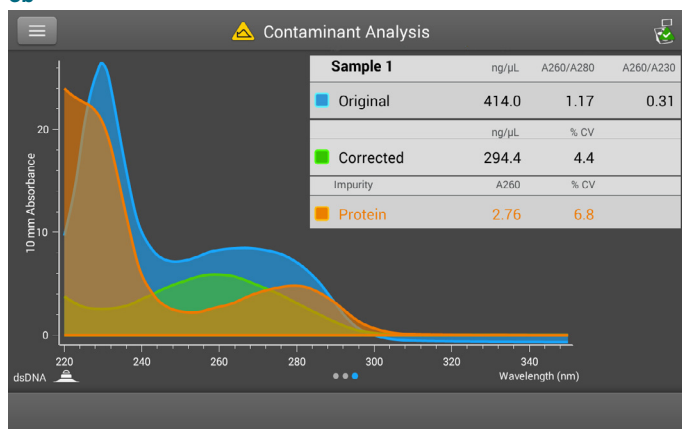 Contaminant Analysis
Sample 1 ng/µL A260/A280 A260/A230
Original 414.0 1.17 0.31
ng/µL % CV
Corrected 294.4 4.4
Impurity A260 % CV
Protein 2.76 6.8
10 mm Absorbance
20
10
0
220 240 260 280 300 320 340
dsDNA Wavelength (nm)